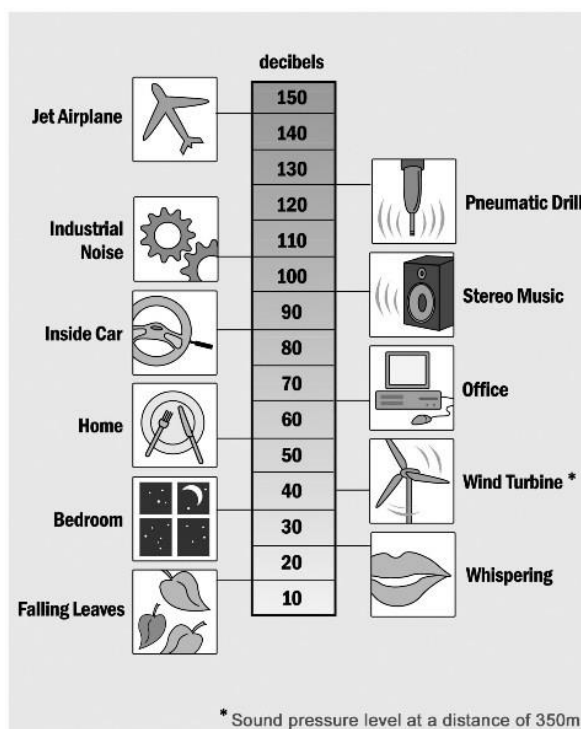 decibels
150
140
130
120
110
100
90
80
70
60
50
40
30
20
10
Jet Airplane
Industrial
Noise
Inside Car
Home
Bedroom
Falling Leaves
Pneumatic Drill
Stereo Music
Office
Wind Turbine *
Whispering
* Sound pressure level at a distance of 350m